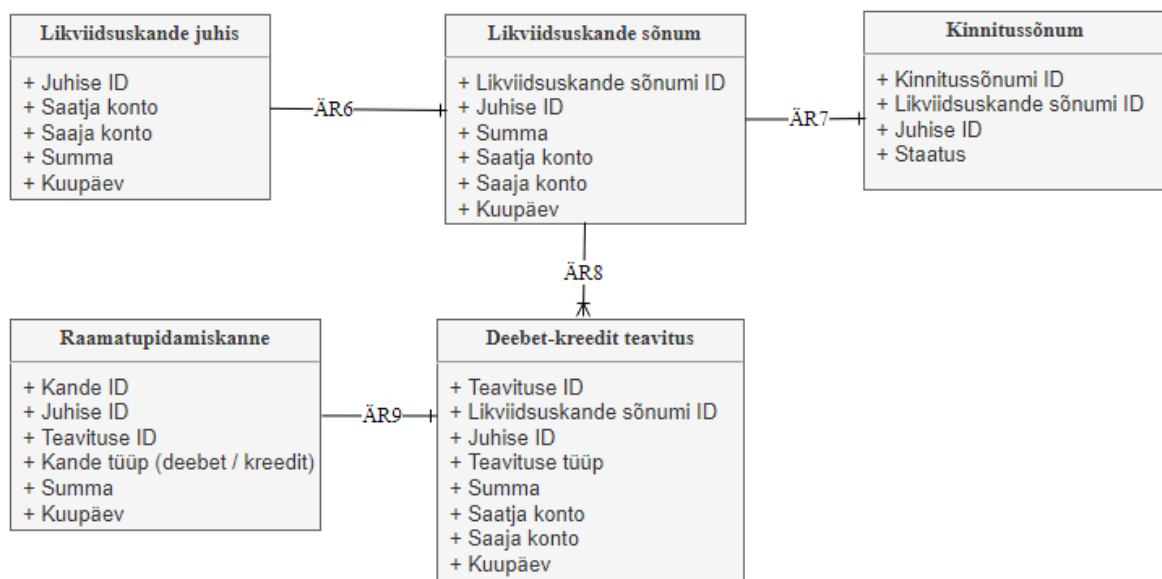 Likviidsuskande juhis
+ Juhise ID
+ Saatja konto
+ Saaja konto
+ Summa
+ Kuupäev
ÄR6
Likviidsuskande sõnum
+ Likviidsuskande sõnumi ID
+ Juhise ID
+ Summa
+ Saatja konto
+ Saaja konto
+ Kuupäev
ÄR7
Kinnitussõnum
+ Kinnitussõnumi ID
+ Likviidsuskande sõnumi ID
+ Juhise ID
+ Staatus
ÄR8
Raamatupidamiskanne
+ Kande ID
+ Juhise ID
+ Teavituse ID
+ Kande tüüp (deebet / kreedit)
+ Summa
+ Kuupäev
ÄR9
Deebet-kreedit teavitus
+ Teavituse ID
+ Likviidsuskande sõnumi ID
+ Juhise ID
+ Teavituse tüüp
+ Summa
+ Saatja konto
+ Saaja konto
+ Kuupäev